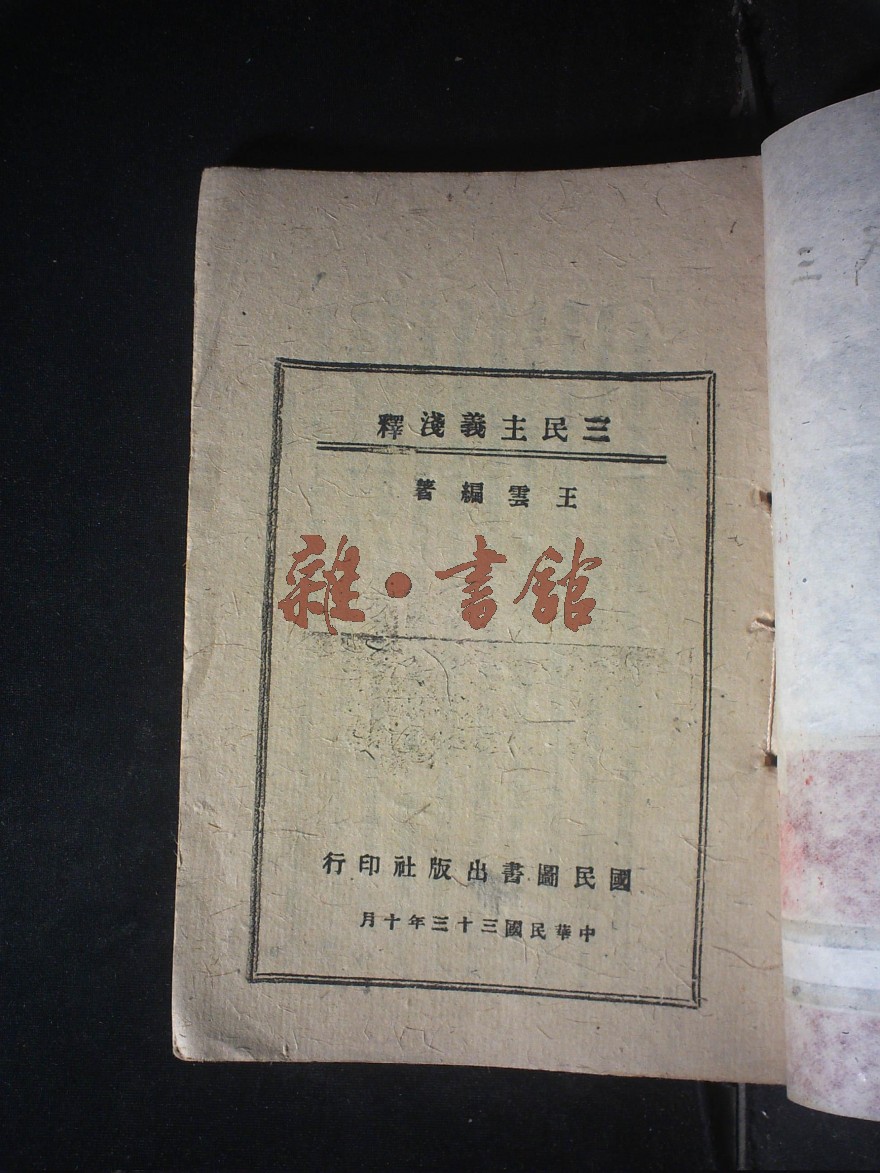 三民主義淺釋
王雲編著
雜·書館
國民圖書出版社印行
中華民國三十三年十月
三